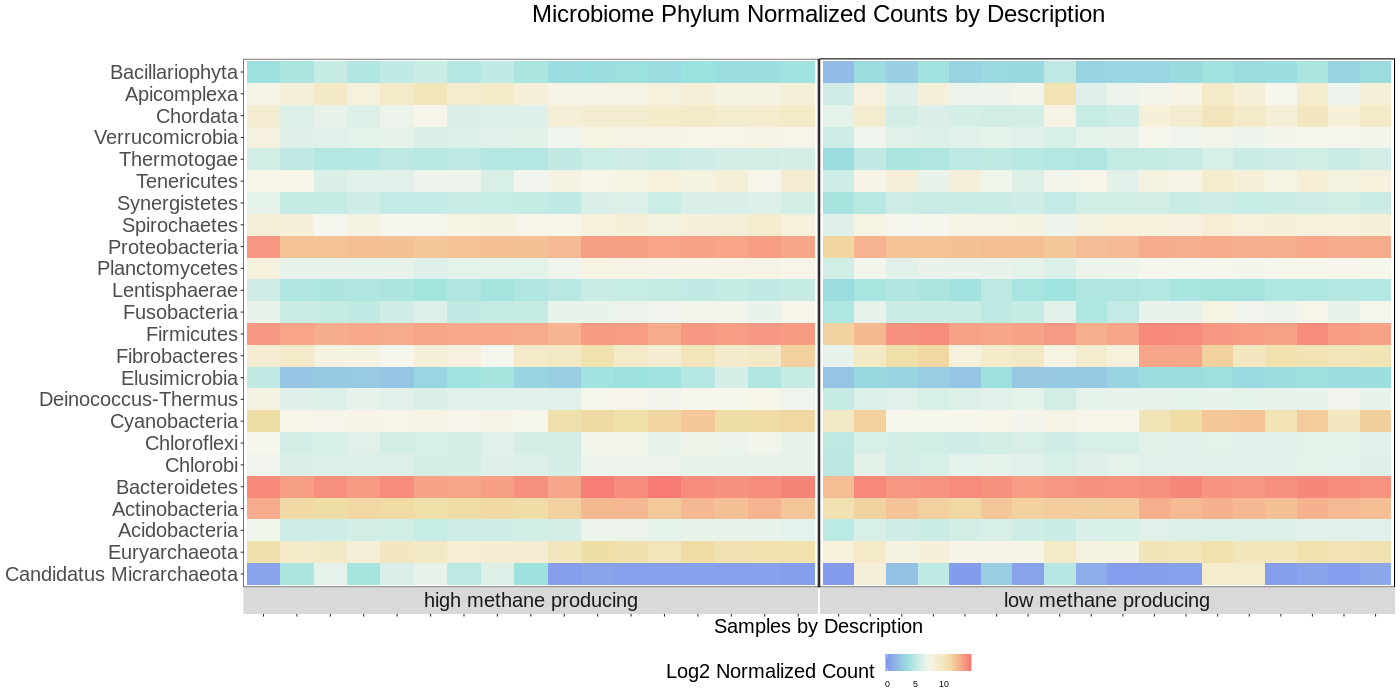 Microbiome Phylum Normalized Counts by Description
Bacillariophyta
Apicomplexa
Chordata
Verrucomicrobia
Thermotogae
Tenericutes
Synergistetes
Spirochaetes
Proteobacteria
Planctomycetes
Lentisphaerae
Fusobacteria
Firmicutes
Fibrobacteres
Elusimicrobia
Deinococcus-Thermus
Cyanobacteria
Chloroflexi
Chlorobi
Bacteroidetes
Actinobacteria
Acidobacteria
Euryarchaeota
Candidatus Micrarchaeota
high methane producing
low methane producing
Samples by Description
Log2 Normalized Count
0 5 10